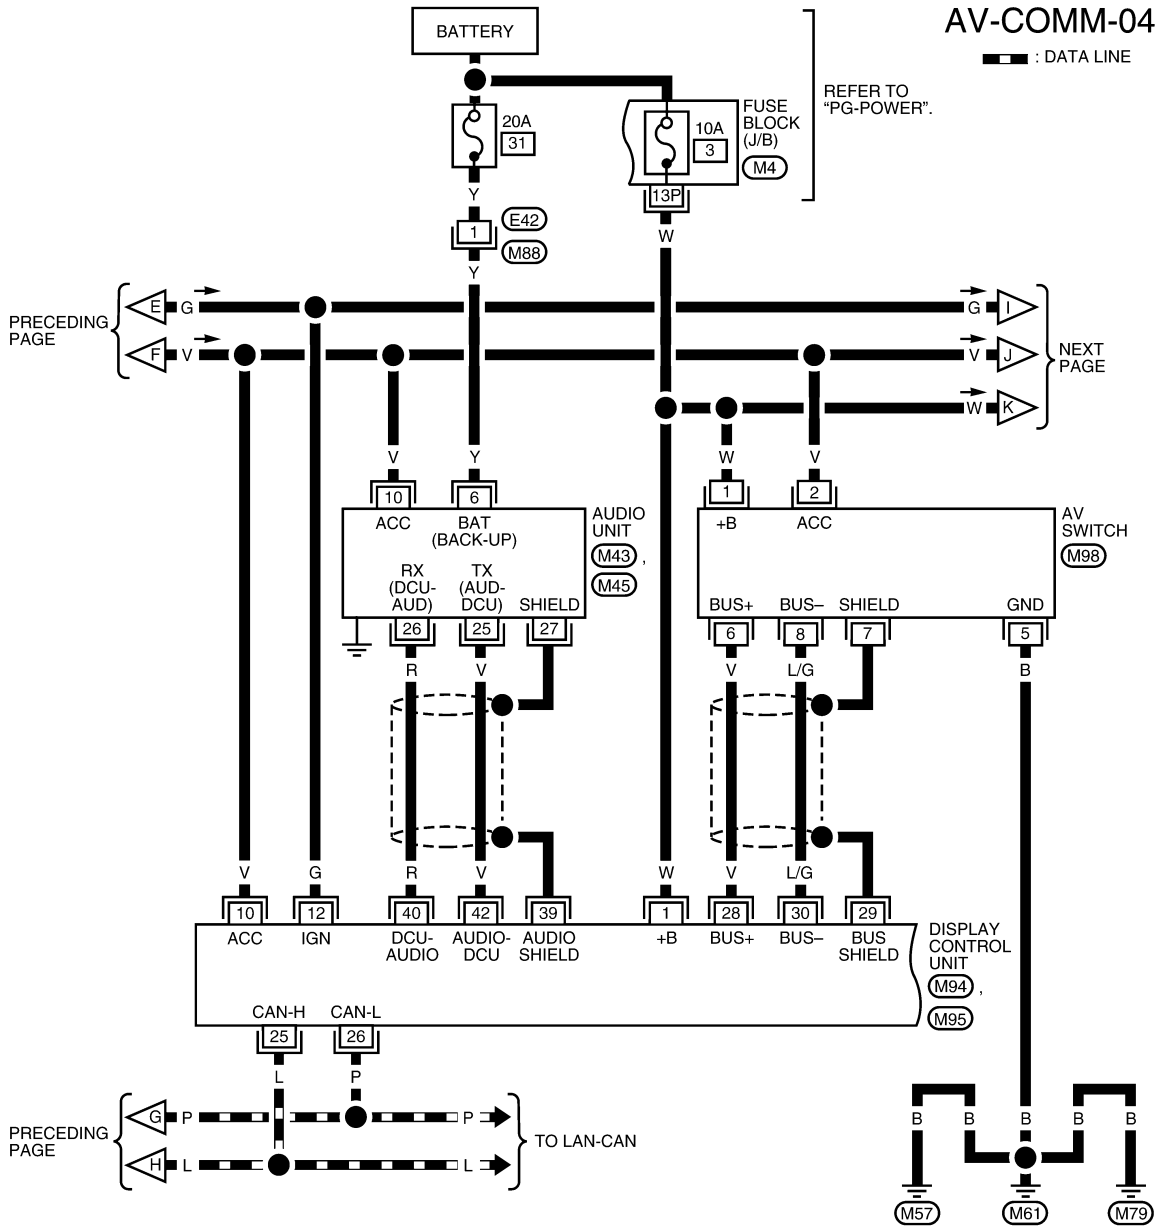 AV-COMM-04
: DATA LINE
BATTERY
REFER TO
"PG-POWER".
20A
31
10A
3
FUSE
BLOCK
(J/B)
M4
13P
Y
W
1
E42
M88
Y
PRECEDING
PAGE
E G
G I
F V
V J
W K
NEXT
PAGE
V
Y
W
V
10
6
1
2
ACC
BAT
(BACK-UP)
RX
(DCU-
AUD)
TX
(AUD-
DCU)
SHIELD
AUDIO
UNIT
M43 ,
M45
+B
ACC
BUS+
BUS–
SHIELD
GND
AV
SWITCH
M98
26
25
27
6
8
7
5
R
V
V
L/G
B
V
G
R
V
W
V
L/G
10
12
40
42
39
1
28
30
29
ACC
IGN
DCU-
AUDIO
AUDIO-
DCU
AUDIO
SHIELD
+B
BUS+
BUS–
BUS
SHIELD
DISPLAY
CONTROL
UNIT
M94 ,
M95
CAN-H
CAN-L
25
26
L
P
PRECEDING
PAGE
G P
P
H L
L
TO LAN-CAN
B
B
B
B
B
M57
M61
M79